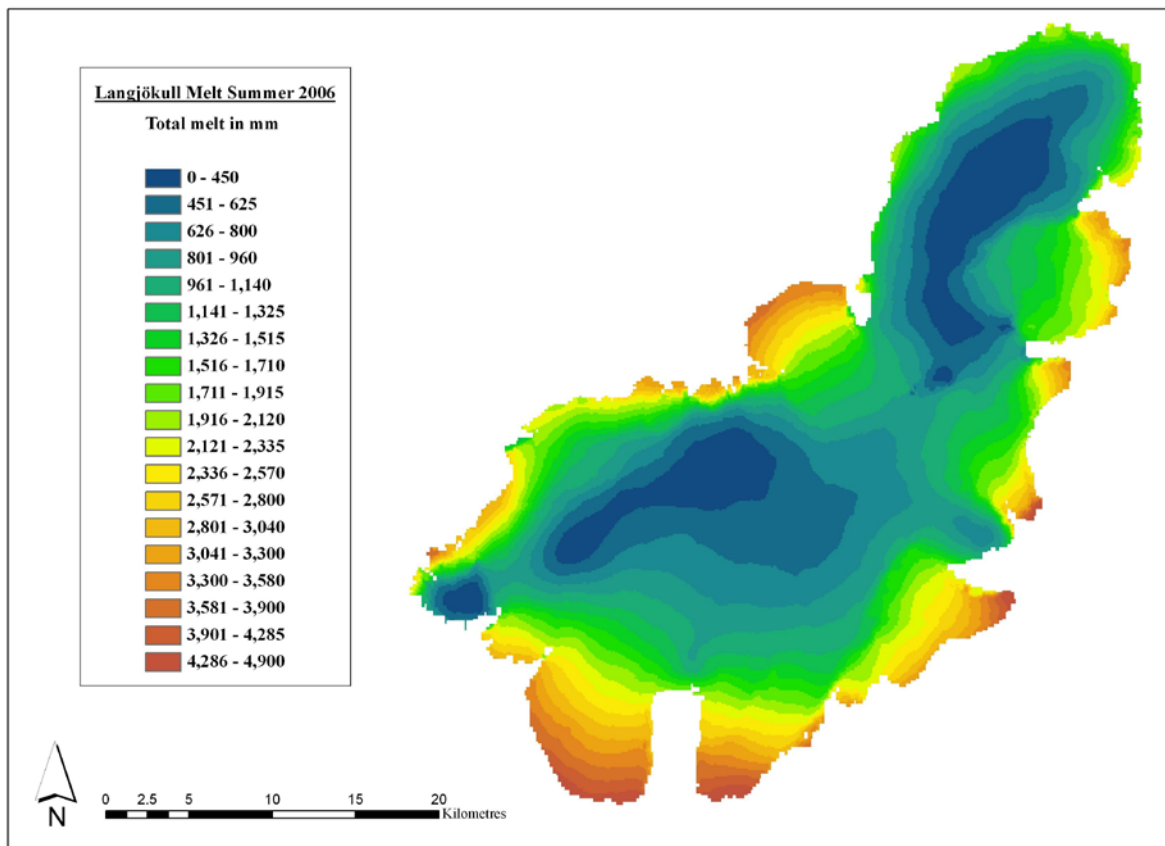 Langjökull Melt Summer 2006
Total melt in mm
0 - 450
451 - 625
626 - 800
801 - 960
961 - 1,140
1,141 - 1,325
1,326 - 1,515
1,516 - 1,710
1,711 - 1,915
1,916 - 2,120
2,121 - 2,335
2,336 - 2,570
2,571 - 2,800
2,801 - 3,040
3,041 - 3,300
3,300 - 3,580
3,581 - 3,900
3,901 - 4,285
4,286 - 4,900
N
0 2.5 5 10 15 20
Kilometres